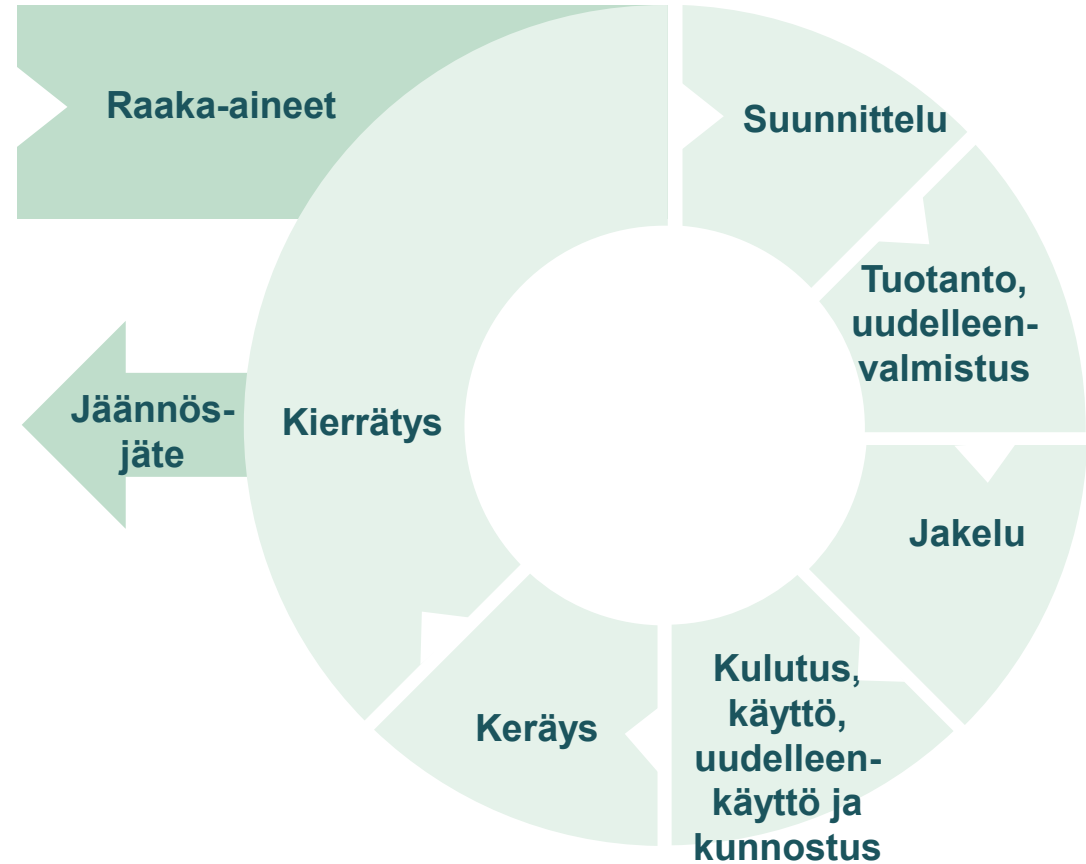 Raaka-aineet
Suunnittelu
Tuotanto,
uudelleen-
valmistus
Jakelu
Kulutus,
käyttö,
uudelleen-
käyttö ja
kunnostus
Keräys
Kierrätys
Jäännös-
jäte